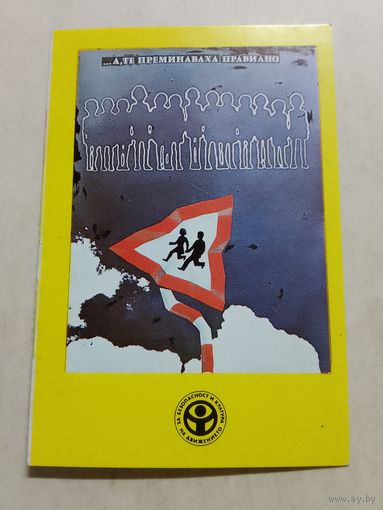 ...А, ТЕ ПРЕМИНАВАХА ПРАВИЛНО
ЗА БЕЗОПАСНОСТ И КУЛТУРА
НА ДВИЖЕНИЕТО
www.ay.by